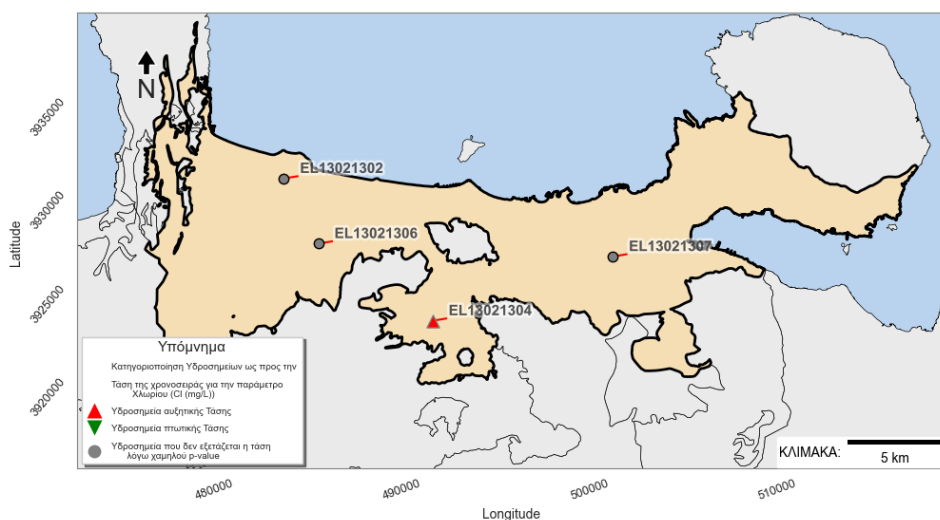 N
EL13021302
EL13021306
EL13021304
Latitude
3935000
3930000
3925000
3920000
Υπόμνημα
Κατηγοριοποίηση Υδροσημείων ως προς την
Τάση της χρονοσειράς για την παράμετρο
Χλωρίου (Cl (mg/L))
Υδροσημεία αυξητικής Τάσης
Υδροσημεία πτωτικής Τάσης
Υδροσημεία που δεν εξετάζεται η τάση
λόγω χαμηλού p-value
ΚΛΙΜΑΚΑ:
5 km
480000
490000
500000
510000
Longitude